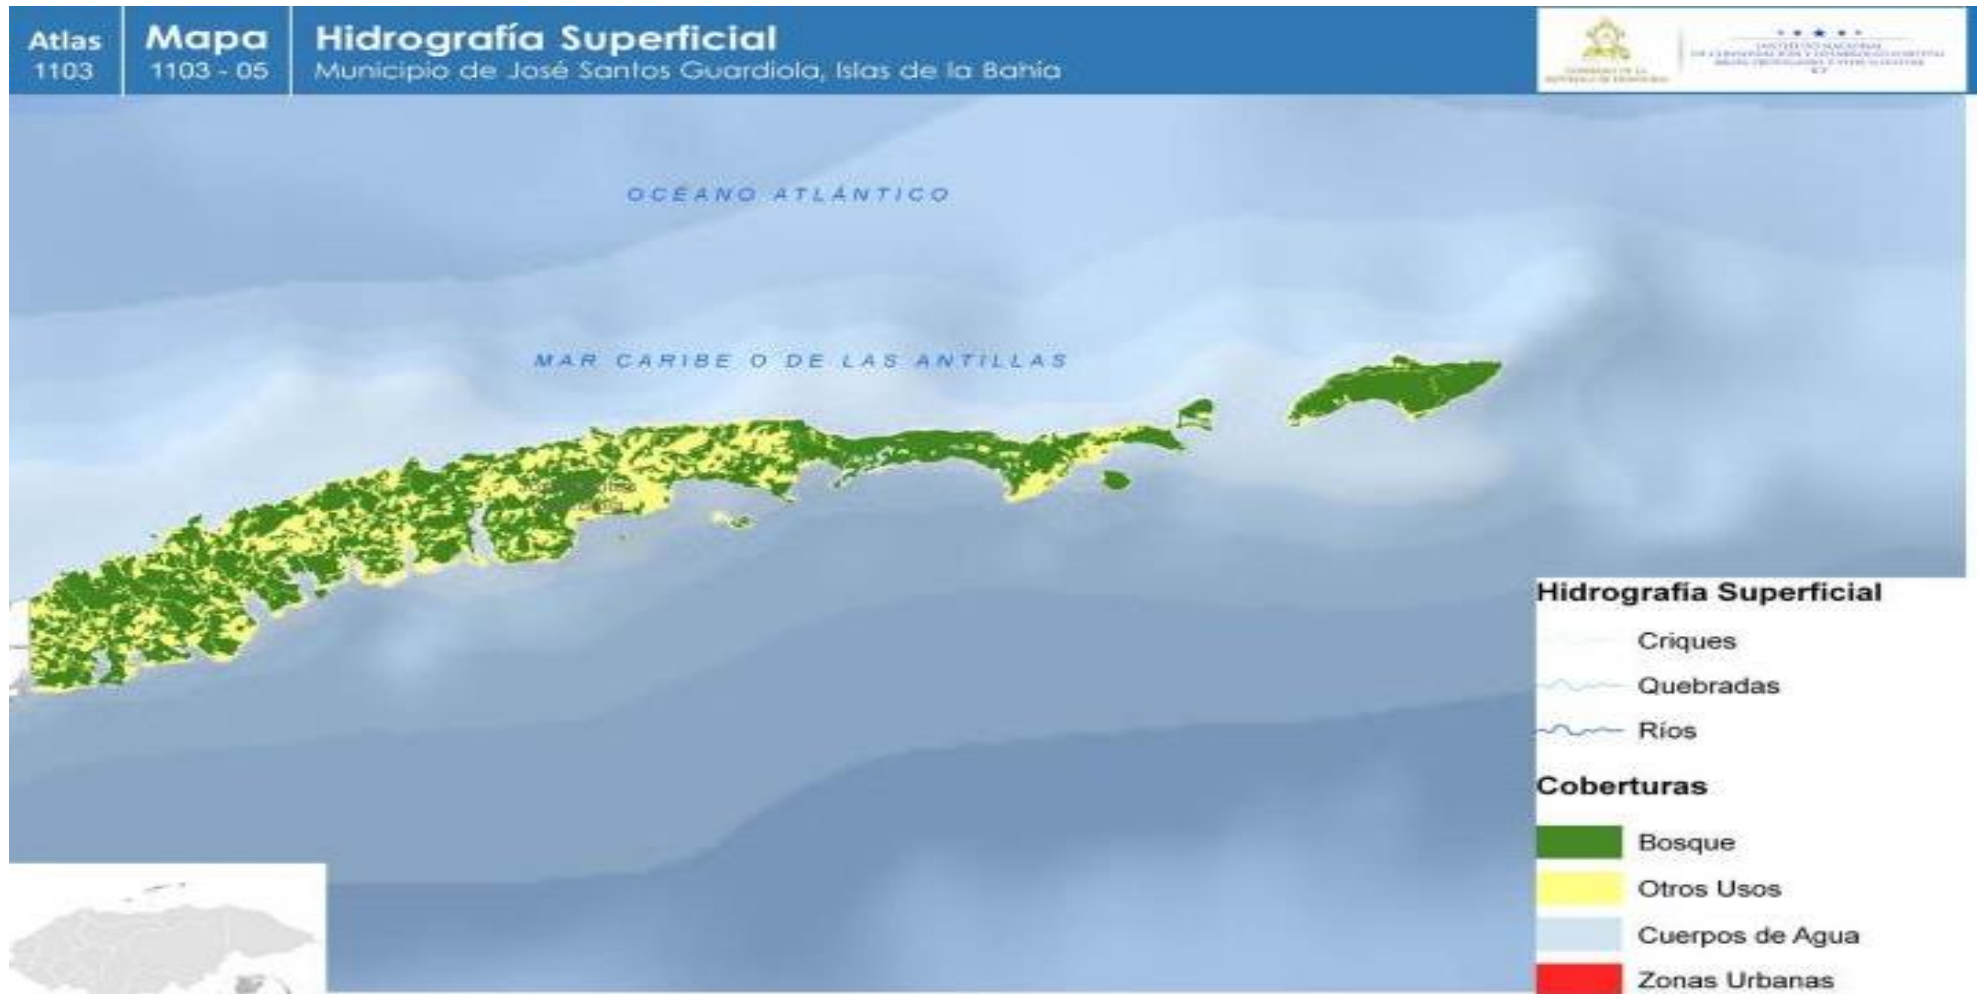 Atlas
1103
Mapa
1103 - 05
Hidrografía Superficial
Municipio de José Santos Guardiola, Islas de la Bahía
OCÉANO ATLÁNTICO
MAR CARIBE O DE LAS ANTILLAS
Hidrografía Superficial
Criques
Quebradas
Ríos
Coberturas
Bosque
Otros Usos
Cuerpos de Agua
Zonas Urbanas